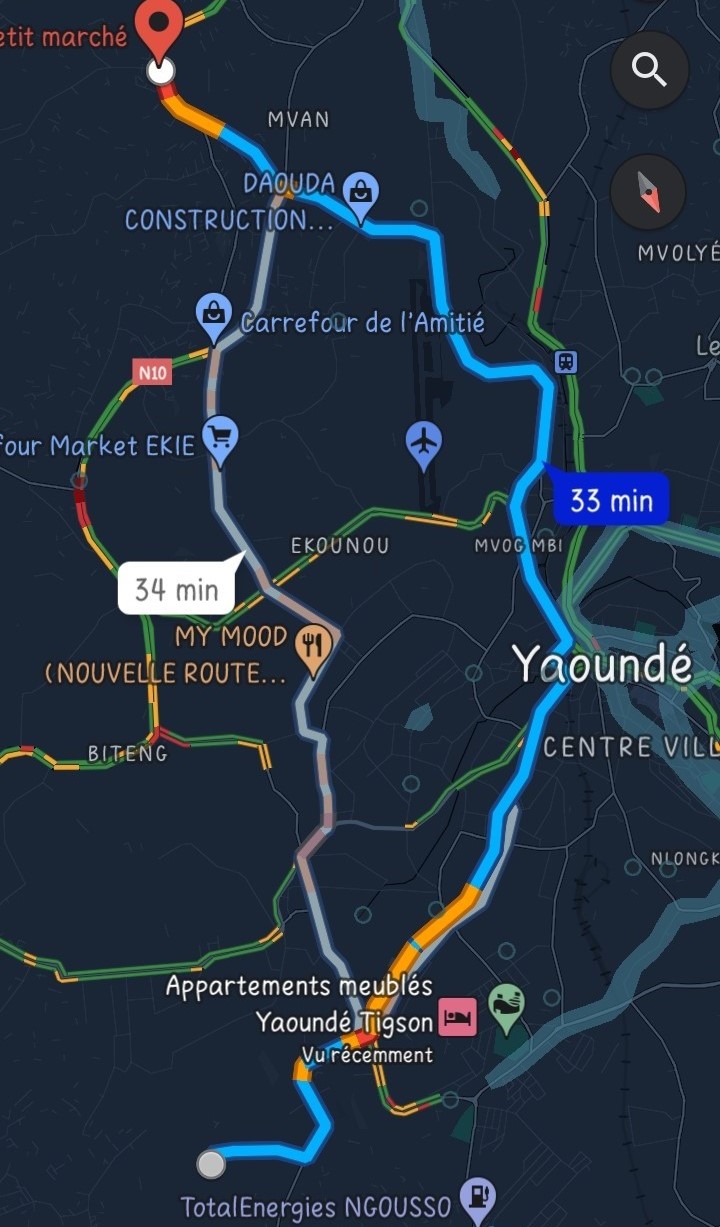 etit marché
MVAN
DAOUDA
CONSTRUCTION...
MVOLYÉ
Carrefour de l'Amitié
Le
N10
four Market EKIE
33 min
EKOUNOU
MVOG MBI
34 min
MY MOOD
(NOUVELLE ROUTE...
Yaoundé
BITENG
CENTRE VILL
NLONGK
Appartements meublés
Yaoundé Tigson
Vu récemment
TotalEnergies NGOUSSO